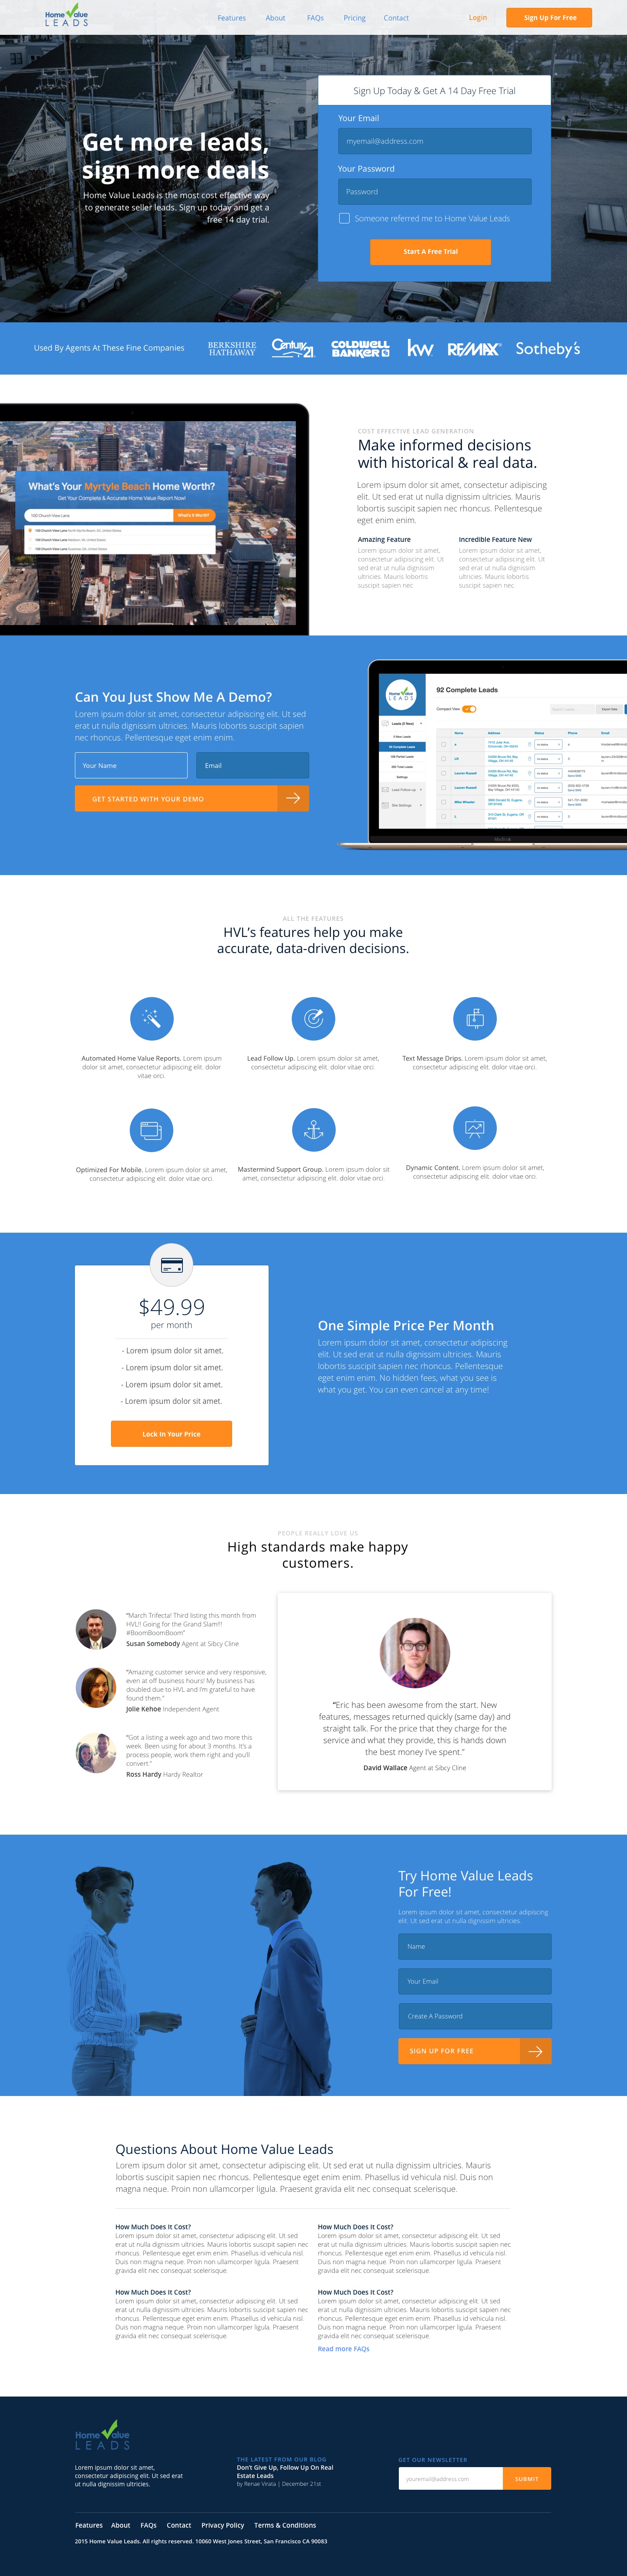 Home Value
LEADS
Features About FAQs Pricing Contact Login Sign Up For Free
Get more leads,
sign more deals
Home Value Leads is the most cost effective way
to generate seller leads. Sign up today and get a
free 14 day trial.
Sign Up Today & Get A 14 Day Free Trial
Your Email
myemail@address.com
Your Password
Password
Someone referred me to Home Value Leads
Start A Free Trial
Used By Agents At These Fine Companies
BERKSHIRE
HATHAWAY
Century
21
COLDWELL
BANKER
kw
RE/MAX
Sotheby's
What's Your Myrtyle Beach Home Worth?
Get Your Complete & Accurate Home Value Report Now!
100 Church View Lane
What's It Worth?
COST EFFECTIVE LEAD GENERATION
Make informed decisions
with historical & real data.
Lorem ipsum dolor sit amet, consectetur adipiscing
elit. Ut sed erat ut nulla dignissim ultricies. Mauris
lobortis suscipit sapien nec rhoncus. Pellentesque
eget enim enim.
Amazing Feature
Lorem ipsum dolor sit amet,
consectetur adipiscing elit. Ut
sed erat ut nulla dignissim
ultricies. Mauris lobortis
suscipit sapien nec
Incredible Feature New
Lorem ipsum dolor sit amet,
consectetur adipiscing elit. Ut
sed erat ut nulla dignissim
ultricies. Mauris lobortis
suscipit sapien nec
Can You Just Show Me A Demo?
Lorem ipsum dolor sit amet, consectetur adipiscing elit. Ut sed
erat ut nulla dignissim ultricies. Mauris lobortis suscipit sapien
nec rhoncus. Pellentesque eget enim enim.
Your Name
Email
GET STARTED WITH YOUR DEMO
Home Value
LEADS
92 Complete Leads
Compact View
Leads (0 New)
0 New Leads
92 Complete Leads
Settings
Lead Follow-up
Site Settings
Name Address Status Phone Email
Lauren Russell
Lauren Russell
Mike Wheeler
ALL THE FEATURES
HVL's features help you make
accurate, data-driven decisions.
Automated Home Value Reports. Lorem ipsum
dolor sit amet, consectetur adipiscing elit. dolor
vitae orci.
Lead Follow Up. Lorem ipsum dolor sit amet,
consectetur adipiscing elit. dolor vitae orci.
Text Message Drips. Lorem ipsum dolor sit amet,
consectetur adipiscing elit. dolor vitae orci.
Optimized For Mobile. Lorem ipsum dolor sit amet,
consectetur adipiscing elit. dolor vitae orci.
Mastermind Support Group. Lorem ipsum dolor sit
amet, consectetur adipiscing elit. dolor vitae orci.
Dynamic Content. Lorem ipsum dolor sit amet,
consectetur adipiscing elit. dolor vitae orci.
$49.99
per month
- Lorem ipsum dolor sit amet.
- Lorem ipsum dolor sit amet.
- Lorem ipsum dolor sit amet.
- Lorem ipsum dolor sit amet.
Lock In Your Price
One Simple Price Per Month
Lorem ipsum dolor sit amet, consectetur adipiscing
elit. Ut sed erat ut nulla dignissim ultricies. Mauris
lobortis suscipit sapien nec rhoncus. Pellentesque
eget enim enim. No hidden fees, what you see is
what you get. You can even cancel at any time!
PEOPLE REALLY LOVE US
High standards make happy
customers.
"March Trifecta! Third listing this month from
HVL!! Going for the Grand Slam!!!
#BoomBoomBoom"
Susan Somebody Agent at Sibcy Cline
"Amazing customer service and very responsive,
even at off business hours! My business has
doubled due to HVL and I'm grateful to have
found them."
Jolie Kehoe Independent Agent
"Got a listing a week ago and two more this
week. Been using for about 3 months. It's a
process people, work them right and you'll
convert."
Ross Hardy Hardy Realtor
"Eric has been awesome from the start. New
features, messages returned quickly (same day) and
straight talk. For the price that they charge for the
service and what they provide, this is hands down
the best money I've spent."
David Wallace Agent at Sibcy Cline
Try Home Value Leads
For Free!
Lorem ipsum dolor sit amet, consectetur adipiscing
elit. Ut sed erat ut nulla dignissim ultricies
Name
Your Email
Create A Password
SIGN UP FOR FREE
Questions About Home Value Leads
Lorem ipsum dolor sit amet, consectetur adipiscing elit. Ut sed erat ut nulla dignissim ultricies. Mauris
lobortis suscipit sapien nec rhoncus. Pellentesque eget enim enim. Phasellus id vehicula nisl. Duis non
magna neque. Proin non ullamcorper ligula. Praesent gravida elit nec consequat scelerisque.
How Much Does It Cost?
Lorem ipsum dolor sit amet, consectetur adipiscing elit. Ut sed
erat ut nulla dignissim ultricies. Mauris lobortis suscipit sapien nec
rhoncus. Pellentesque eget enim enim. Phasellus id vehicula nisl.
Duis non magna neque. Proin non ullamcorper ligula. Praesent
gravida elit nec consequat scelerisque.
How Much Does It Cost?
Lorem ipsum dolor sit amet, consectetur adipiscing elit. Ut sed
erat ut nulla dignissim ultricies. Mauris lobortis suscipit sapien nec
rhoncus. Pellentesque eget enim enim. Phasellus id vehicula nisl.
Duis non magna neque. Proin non ullamcorper ligula. Praesent
gravida elit nec consequat scelerisque.
How Much Does It Cost?
Lorem ipsum dolor sit amet, consectetur adipiscing elit. Ut sed
erat ut nulla dignissim ultricies. Mauris lobortis suscipit sapien nec
rhoncus. Pellentesque eget enim enim. Phasellus id vehicula nisl.
Duis non magna neque. Proin non ullamcorper ligula. Praesent
gravida elit nec consequat scelerisque.
How Much Does It Cost?
Lorem ipsum dolor sit amet, consectetur adipiscing elit. Ut sed
erat ut nulla dignissim ultricies. Mauris lobortis suscipit sapien nec
rhoncus. Pellentesque eget enim enim. Phasellus id vehicula nisl.
Duis non magna neque. Proin non ullamcorper ligula. Praesent
gravida elit nec consequat scelerisque.
Read more FAQs
Home Value
LEADS
Lorem ipsum dolor sit amet,
consectetur adipiscing elit. Ut sed erat
ut nulla dignissim ultricies.
THE LATEST FROM OUR BLOG
Don't Give Up, Follow Up On Real
Estate Leads
by Renae Virata | December 21st
GET OUR NEWSLETTER
youremail@address.com
SUBMIT
Features About FAQs Contact Privacy Policy Terms & Conditions
2015 Home Value Leads. All rights reserved. 10060 West Jones Street, San Francisco CA 90083